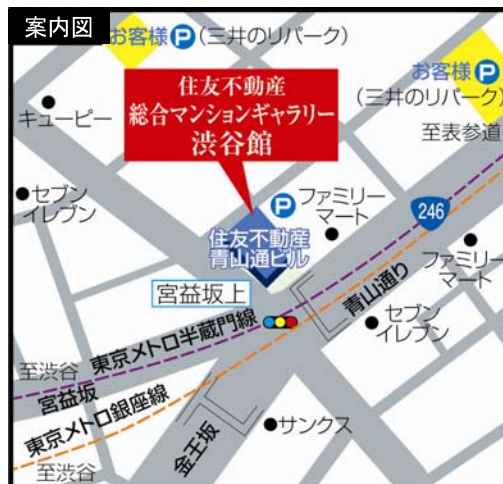 案内図
お客様P(三井のリパーク)
住友不動産
総合マンションギャラリー
渋谷館
お客様P
(三井のリパーク)
至表参道
キユーピー
セブン
イレブン
P
ファミリー
マート
246
住友不動産
青山通ビル
宮益坂上
青山通り
ファミリー
マート
セブン
イレブン
東京メトロ半蔵門線
至渋谷
宮益坂
東京メトロ銀座線
至渋谷
金王坂
サンクス